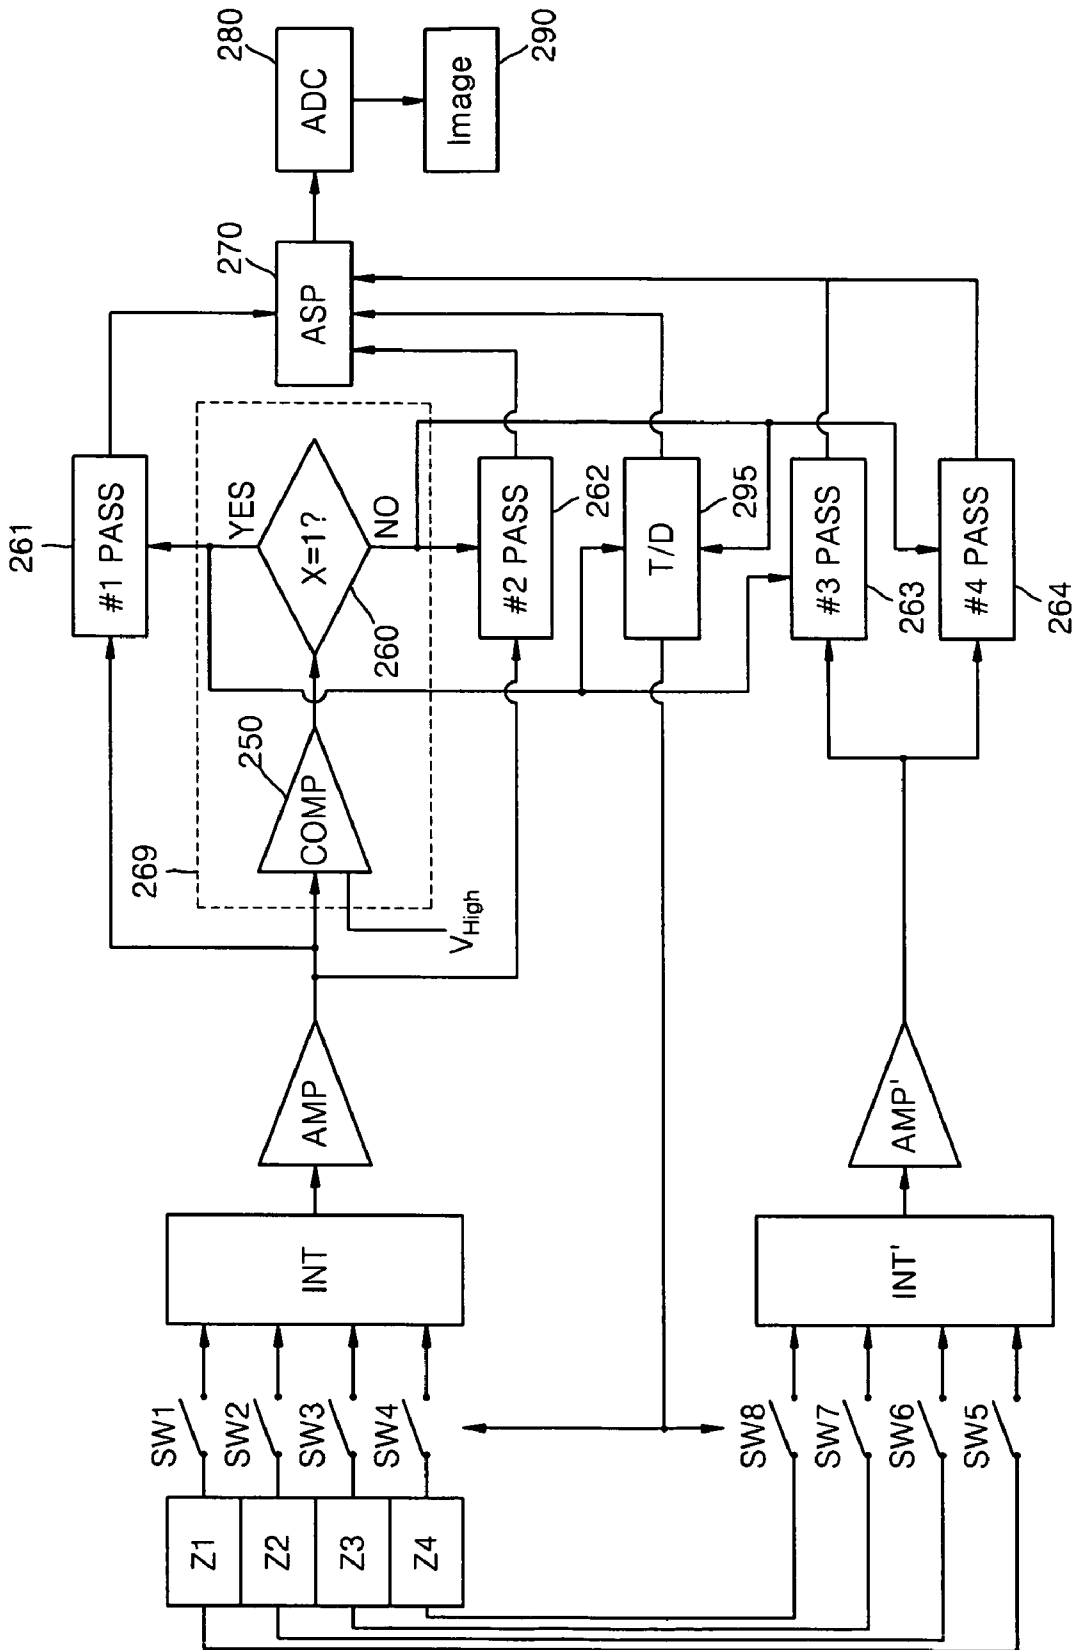 Z1
Z2
Z3
Z4
SW1
SW2
SW3
SW4
INT
AMP
269
VHigh
COMP
250
X=1?
260
YES
NO
#1 PASS
261
#2 PASS
262
T/D
295
ASP
270
ADC
280
Image
290
SW8
SW7
SW6
SW5
INT'
AMP'
#3 PASS
263
#4 PASS
264